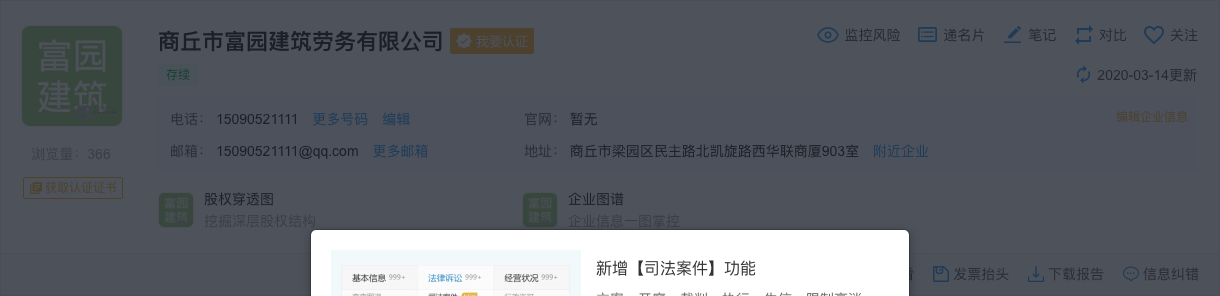 富园
建筑
商丘市富园建筑劳务有限公司 我要认证
监控风险 递名片 笔记 对比 关注
存续
2020-03-14更新
电话： 15090521111 更多号码 编辑
官网： 暂无
编辑企业信息
邮箱： 15090521111@qq.com 更多邮箱
地址： 商丘市梁园区民主路北凯旋路西华联商厦903室 附近企业
浏览量：366
获取认证证书
富园
建筑
股权穿透图
挖掘深层股权结构
富园
建筑
企业图谱
企业信息一图掌控
发票抬头 下载报告 信息纠错
基本信息 999+ 法律诉讼 999+ 经营状况 999+
新增【司法案件】功能